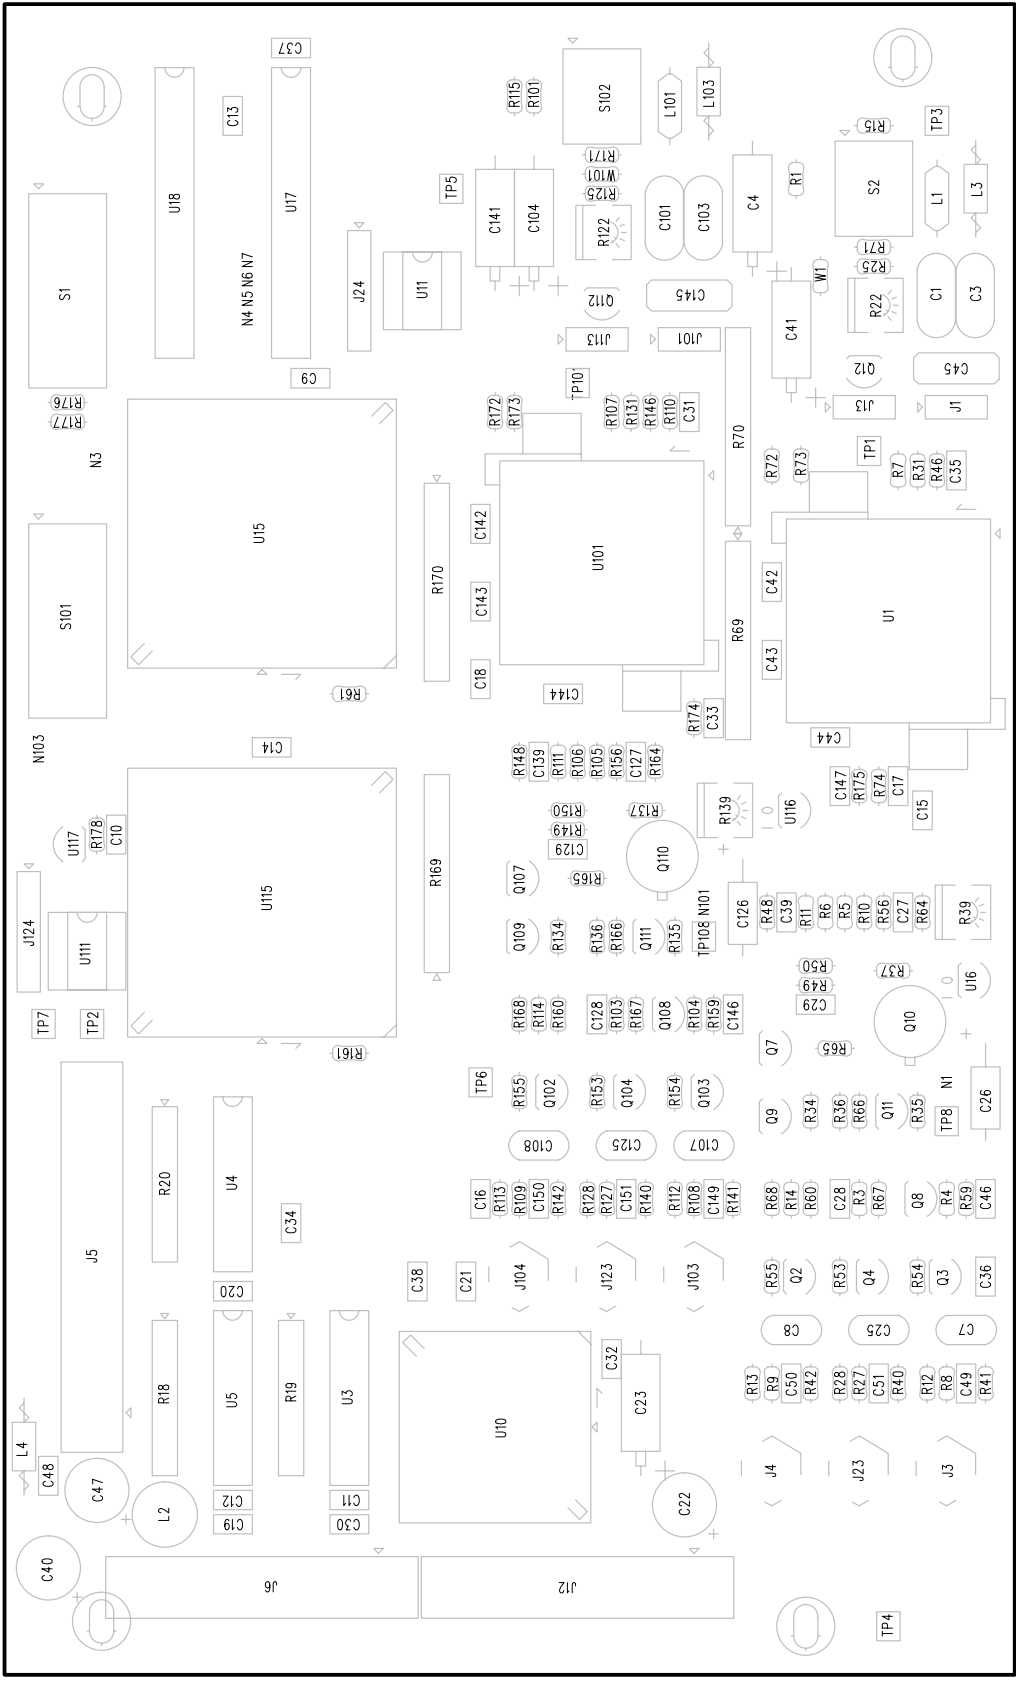 C37
C13
U18
U17
R115
R101
S102
L101
L103
R15
TP3
S1
N4 N5 N6 N7
J24
U11
TP5
C141
C104
R171
W101
R125
R122
C101
C103
C4
R1
S2
L1
L3
R71
R25
W1
R22
C1
C3
Q112
C145
C41
J113
J101
Q12
C45
J13
J1
C9
R176
R177
N3
U15
TP101
R172
R173
R107
R131
R146
R110
C31
R70
R72
R73
TP1
R7
R31
R46
C35
S101
R170
C142
C143
C18
U101
R69
C42
C43
U1
R61
C144
R174
C33
C44
N103
C14
R148
C139
R111
R106
R105
R156
C127
R164
C147
R175
R74
C17
C15
U117
R178
C10
U115
R169
R150
R149
C129
R137
R139
U116
Q110
R165
Q107
J124
U111
Q109
R134
R136
R166
Q111
R135
TP108 N101
C126
R48
C39
R11
R6
R5
R10
R56
C27
R64
R39
R50
R49
C29
R37
U16
Q10
TP7
TP2
R161
R168
R114
R160
C128
R103
R167
Q108
R104
R159
C146
Q7
R65
TP6
R155
Q102
R153
Q104
R154
Q103
Q9
R34
R36
R66
Q11
R35
N1
TP8
C26
J5
R20
U4
C34
C108
C125
C107
C16
R113
R109
C150
R142
R128
R127
C151
R140
R112
R108
C149
R141
R68
R14
R60
C28
R3
R67
Q8
R4
R59
C46
C20
C38
C21
J104
J123
J103
R55
Q2
R53
Q4
R54
Q3
C36
C8
C25
C7
R18
U5
R19
U3
U10
C32
C23
R13
R9
C50
R42
R28
R27
C51
R40
R12
R8
C49
R41
L4
C48
C47
L2
C12
C19
C11
C30
C22
J4
J23
J3
C40
J6
J12
TP4